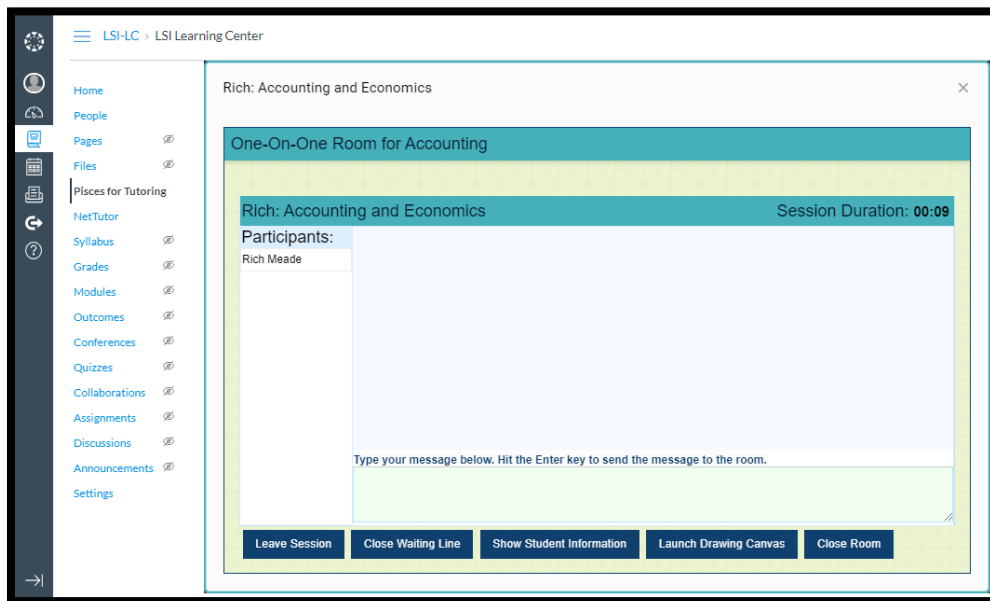 LSI-LC › LSI Learning Center
Home
People
Pages
Files
Pisces for Tutoring
NetTutor
Syllabus
Grades
Modules
Outcomes
Conferences
Quizzes
Collaborations
Assignments
Discussions
Announcements
Settings
Rich: Accounting and Economics
One-On-One Room for Accounting
Rich: Accounting and Economics Session Duration: 00:09
Participants:
Rich Meade
Type your message below. Hit the Enter key to send the message to the room.
Leave Session Close Waiting Line Show Student Information Launch Drawing Canvas Close Room